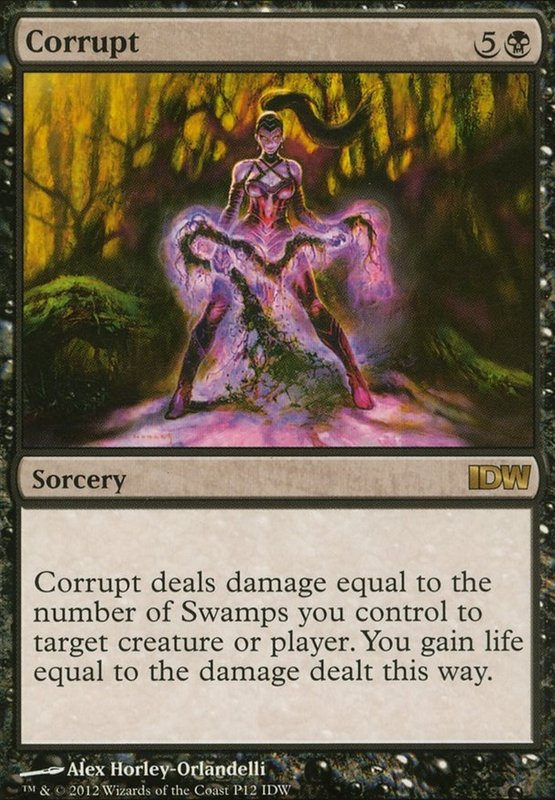 Corrupt 5
Sorcery IDW
Corrupt deals damage equal to the
number of Swamps you control to
target creature or player. You gain life
equal to the damage dealt this way.
Alex Horley-Orlandelli
™ & © 2012 Wizards of the Coast P12 IDW